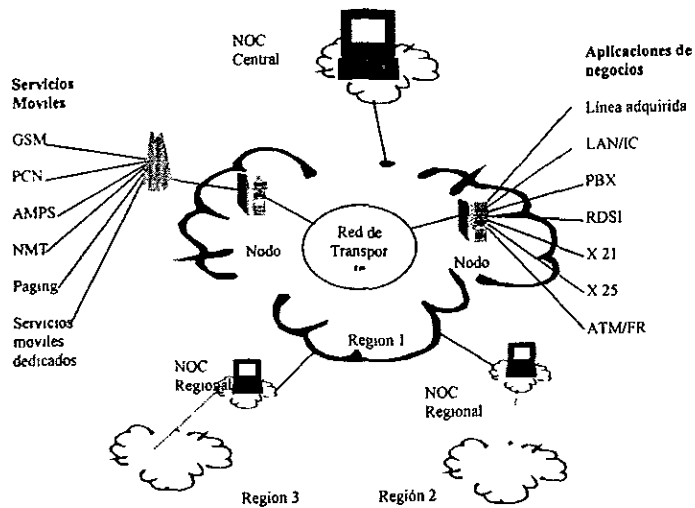 NOC
Central
Aplicaciones de
negocios
Servicios
Moviles
GSM
PCN
AMPS
NMT
Paging
Servicios
moviles
dedicados
Línea adquirida
LAN/IC
PBX
RDSI
X 21
X 25
ATM/FR
Nodo
Red de
Transpor
te
Nodo
Region 1
NOC
Regional
NOC
Regional
Region 3
Región 2